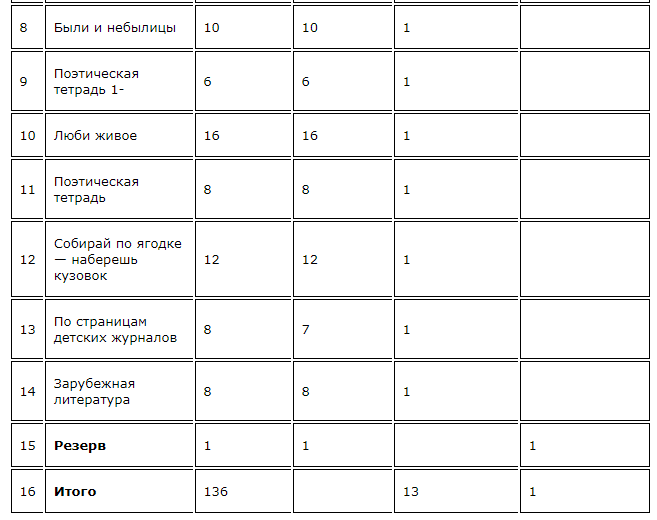 8 Были и небылицы 10 10 1
9 Поэтическая
тетрадь 1- 6 6 1
10 Люби живое 16 16 1
11 Поэтическая
тетрадь 8 8 1
12 Собирай по ягодке
— наберешь
кузовок 12 12 1
13 По страницам
детских журналов 8 7 1
14 Зарубежная
литература 8 8 1
15 Резерв 1 1 1
16 Итого 136 13 1